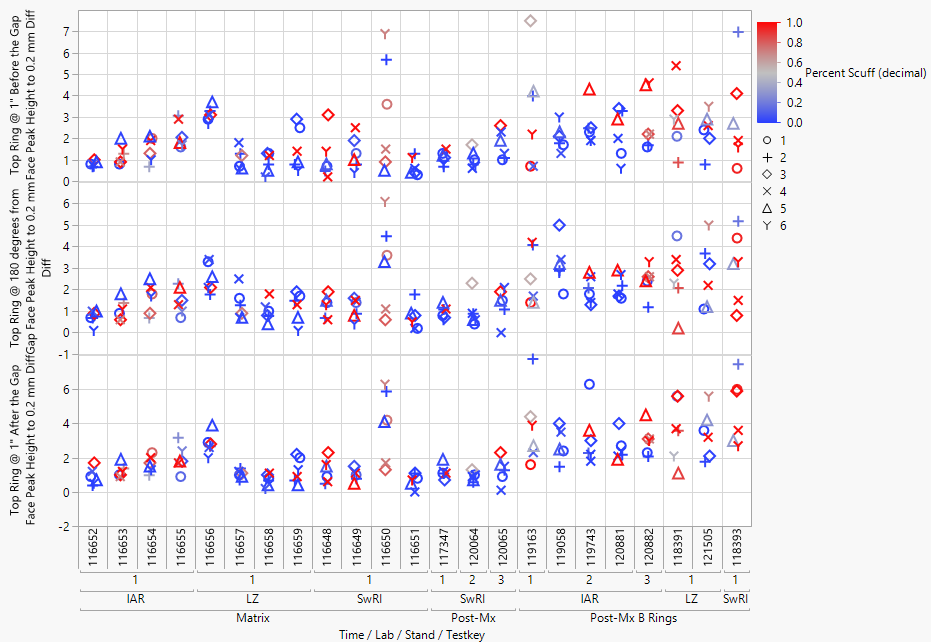 Top Ring @ 1" Before the Gap
Face Peak Height to 0.2 mm Diff
7
6
5
4
3
2
1
0
Top Ring @ 180 degrees from
Gap Face Peak Height to 0.2 mm
Diff
6
5
4
3
2
1
0
-1
Top Ring @ 1" After the Gap
Face Peak Height to 0.2 mm Diff
6
4
2
0
-2
116652 116653 116654 116655 116656 116657 116658 116659 116648 116649 116650 116651 117347 120064 120065 119163 119058 119743 120881 120882 118391 121505 118393
1 1 1 1 2 3 1 2 3 1 1
IAR LZ SwRI SwRI IAR LZ SwRI
Matrix Post-Mx Post-Mx B Rings
Time / Lab / Stand / Testkey
1.0
0.8
0.6
0.4
0.2
0.0
Percent Scuff (decimal)
1
2
3
4
5
6